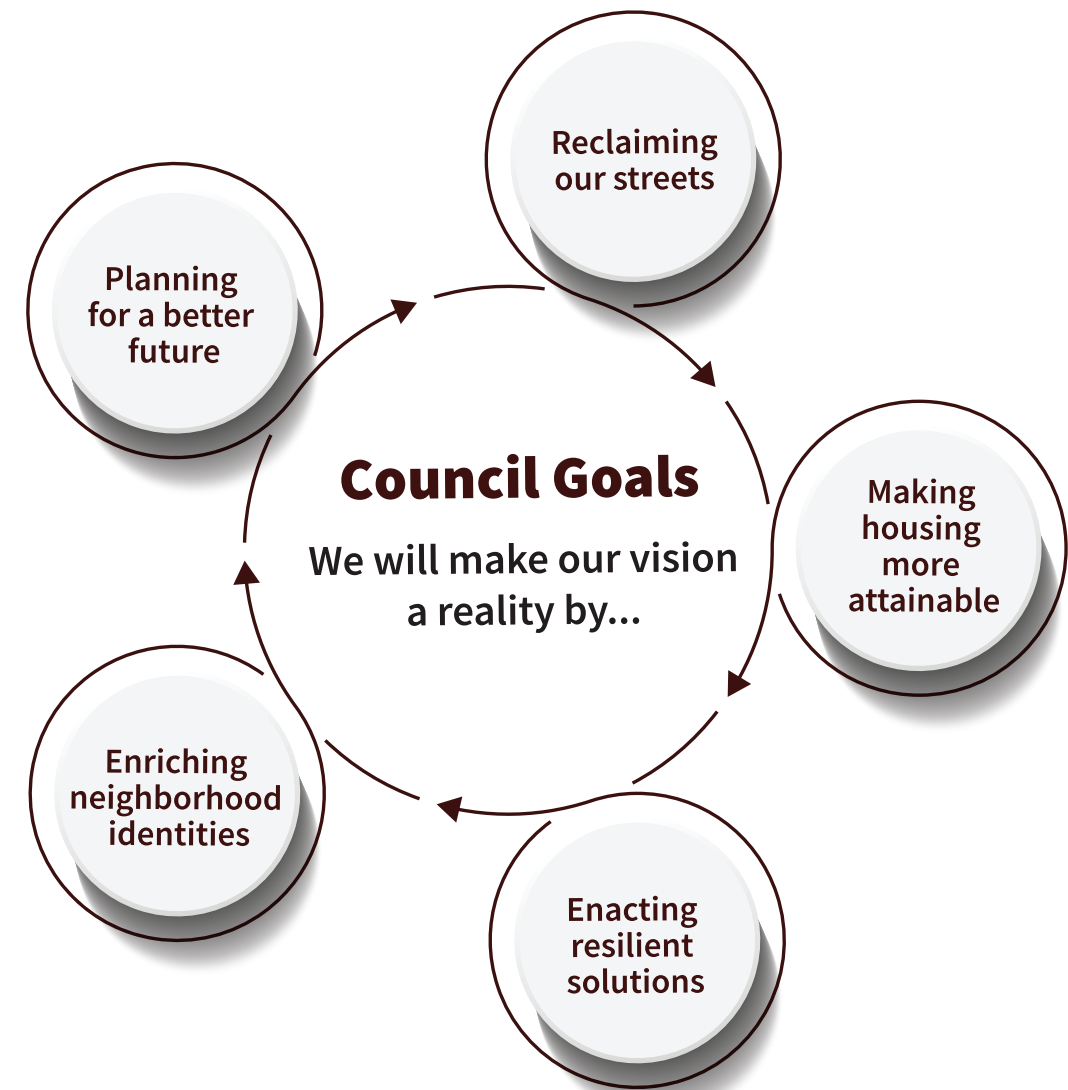 Reclaiming
our streets
Planning
for a better
future
Council Goals
We will make our vision
a reality by...
Making
housing
more
attainable
Enriching
neighborhood
identities
Enacting
resilient
solutions